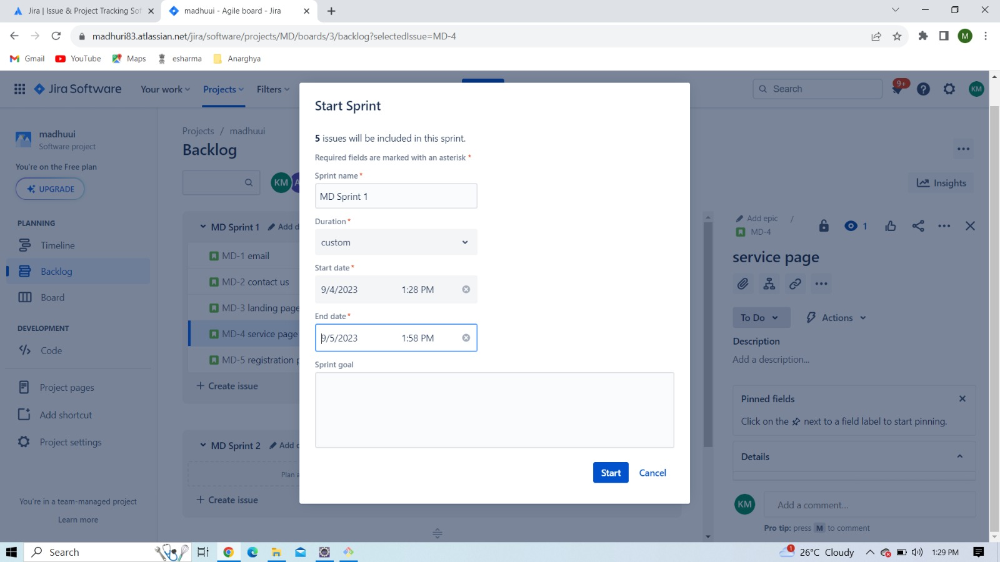 Jira | Issue & Project Tracking Sof
madhuui - Agile board - Jira
madhuri83.atlassian.net/jira/software/projects/MD/boards/3/backlog?selectedIssue=MD-4
M
Gmail
YouTube
Maps
esharma
Anarghya
Jira Software
Your work
Projects
Filters
Search
9+
KM
madhuui
Software project
You're on the Free plan
UPGRADE
PLANNING
Timeline
Backlog
Board
DEVELOPMENT
Code
Project pages
Add shortcut
Project settings
You're in a team-managed project
Learn more
Projects / madhuui
Backlog
KM
A
MD Sprint 1 Add d
MD-1 email
MD-2 contact us
MD-3 landing page
MD-4 service page
MD-5 registration p
+ Create issue
MD Sprint 2 Add d
Plan a
+ Create issue
Start Sprint
5 issues will be included in this sprint.
Required fields are marked with an asterisk *
Sprint name *
MD Sprint 1
Duration *
custom
Start date *
9/4/2023 1:28 PM
End date *
9/5/2023 1:58 PM
Sprint goal
Start
Cancel
Insights
Add epic /
MD-4
1
service page
To Do
Actions
Description
Add a description...
Pinned fields
Click on the next to a field label to start pinning.
Details
KM
Add a comment...
Pro tip: press M to comment
Search
1
26°C Cloudy
1:29 PM